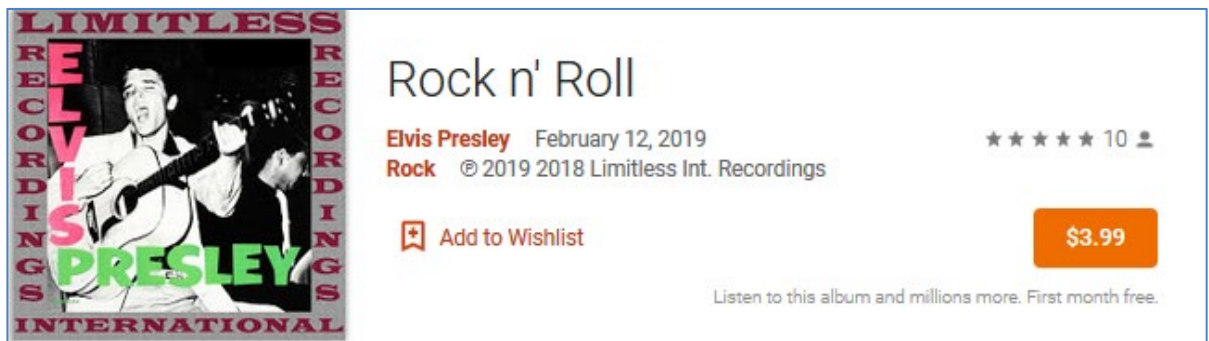 LIMITLESS
RECORDINGS
RECORDINGS
ELVIS
PRESLEY
INTERNATIONAL
Rock n' Roll
Elvis Presley February 12, 2019
10
Rock ℗ 2019 2018 Limitless Int. Recordings
Add to Wishlist
$3.99
Listen to this album and millions more. First month free.